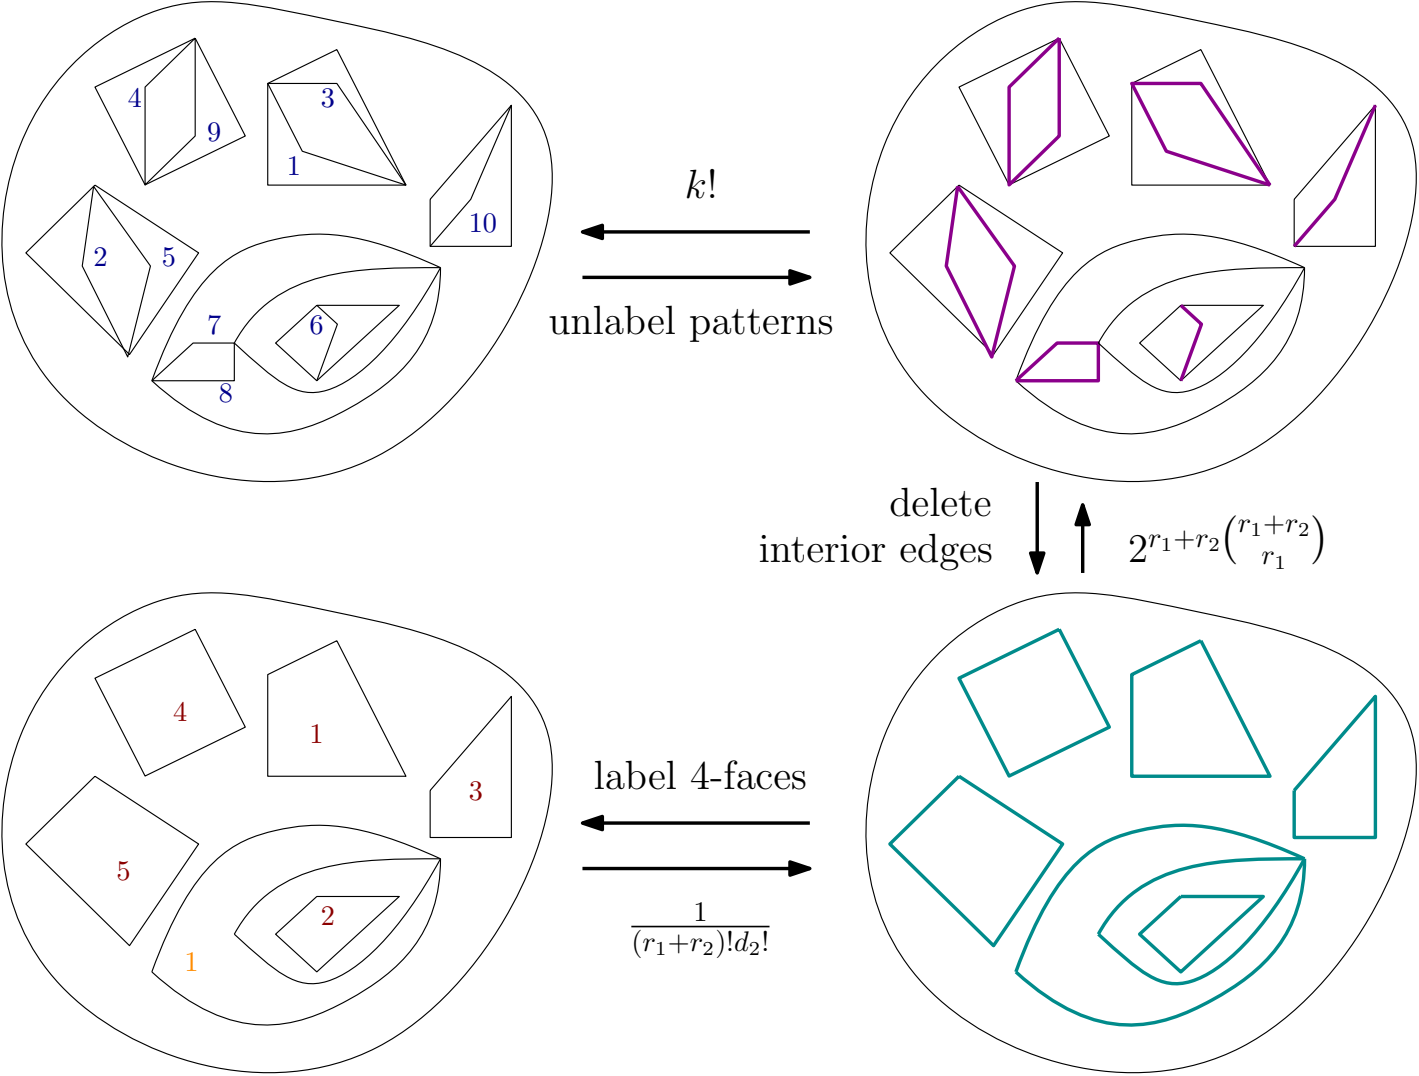 4
9
3
1
10
2
5
7
6
8
k!
unlabel patterns
delete
interior edges
2^{r_1+r_2} \binom{r_1+r_2}{r_1}
4
1
3
5
2
1
label 4-faces
\frac{1}{(r_1+r_2)!d_2!}